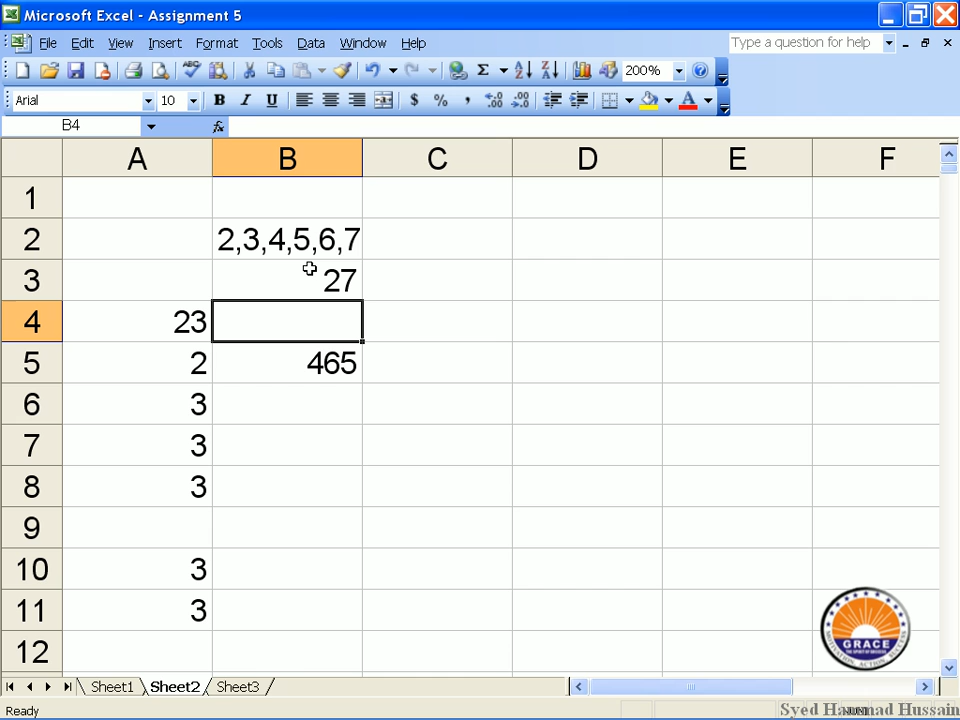 Microsoft Excel - Assignment 5
File Edit View Insert Format Tools Data Window Help Type a question for help
200%
Arial 10 B I U $ % ,
B4 fx
A B C D E F
1
2 2,3,4,5,6,7
3 27
4 23
5 2 465
6 3
7 3
8 3
9
10 3
11 3
12
GRACE
Sheet1 Sheet2 Sheet3
Ready
Syed Hammad Hussain